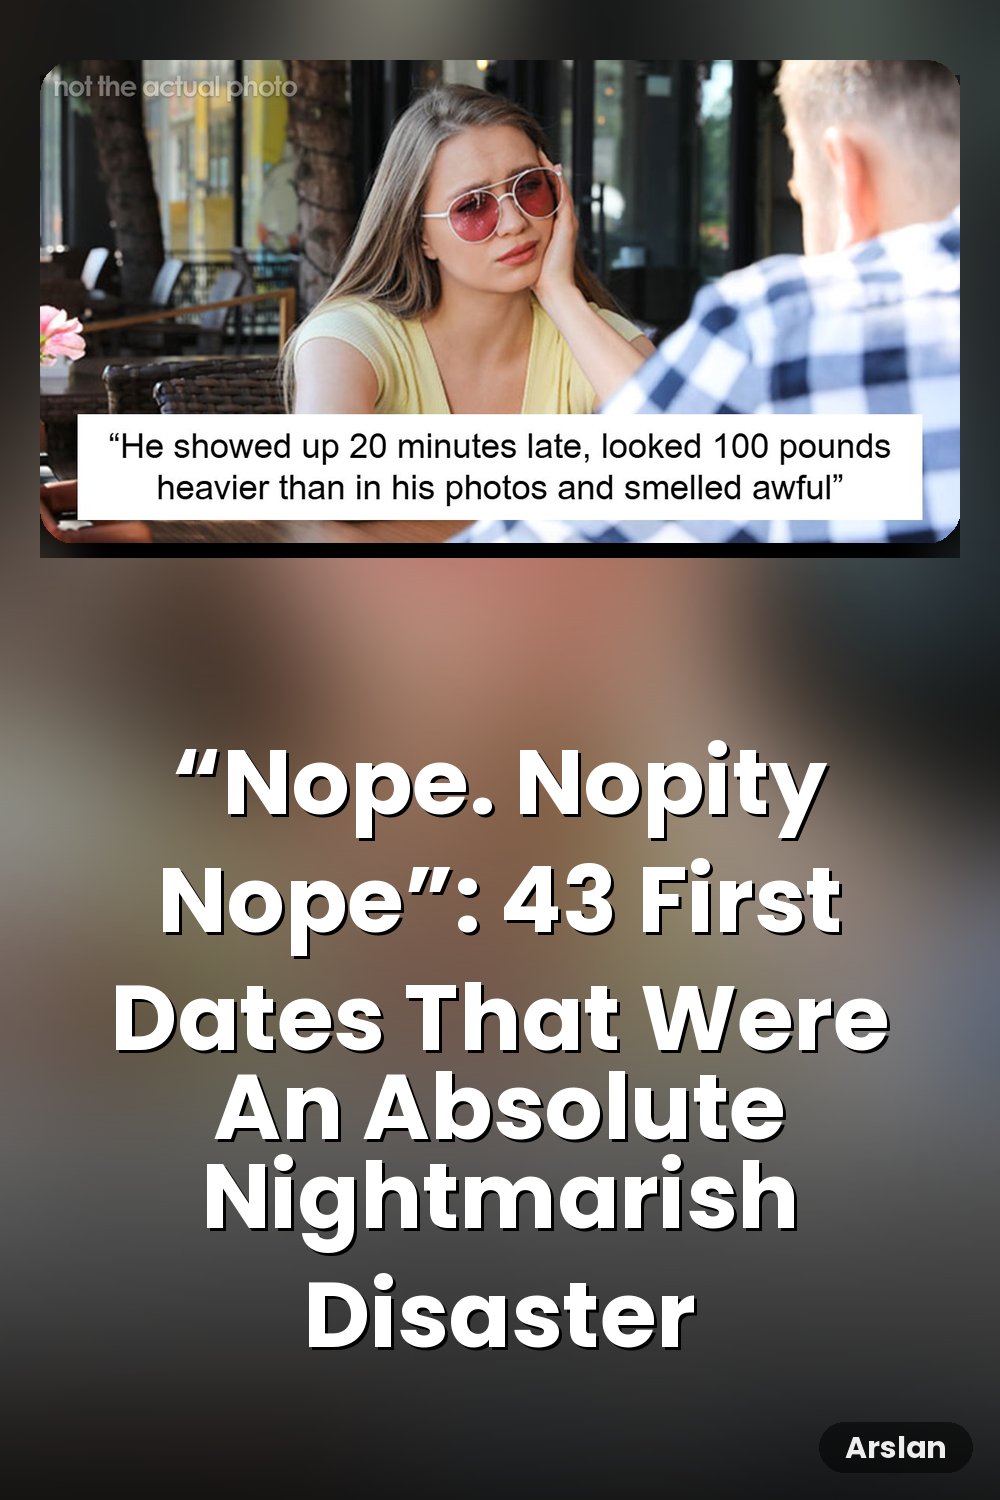 not the actual photo
“He showed up 20 minutes late, looked 100 pounds
heavier than in his photos and smelled awful”
“Nope. Nopity
Nope”: 43 First
Dates That Were
An Absolute
Nightmarish
Disaster
Arslan